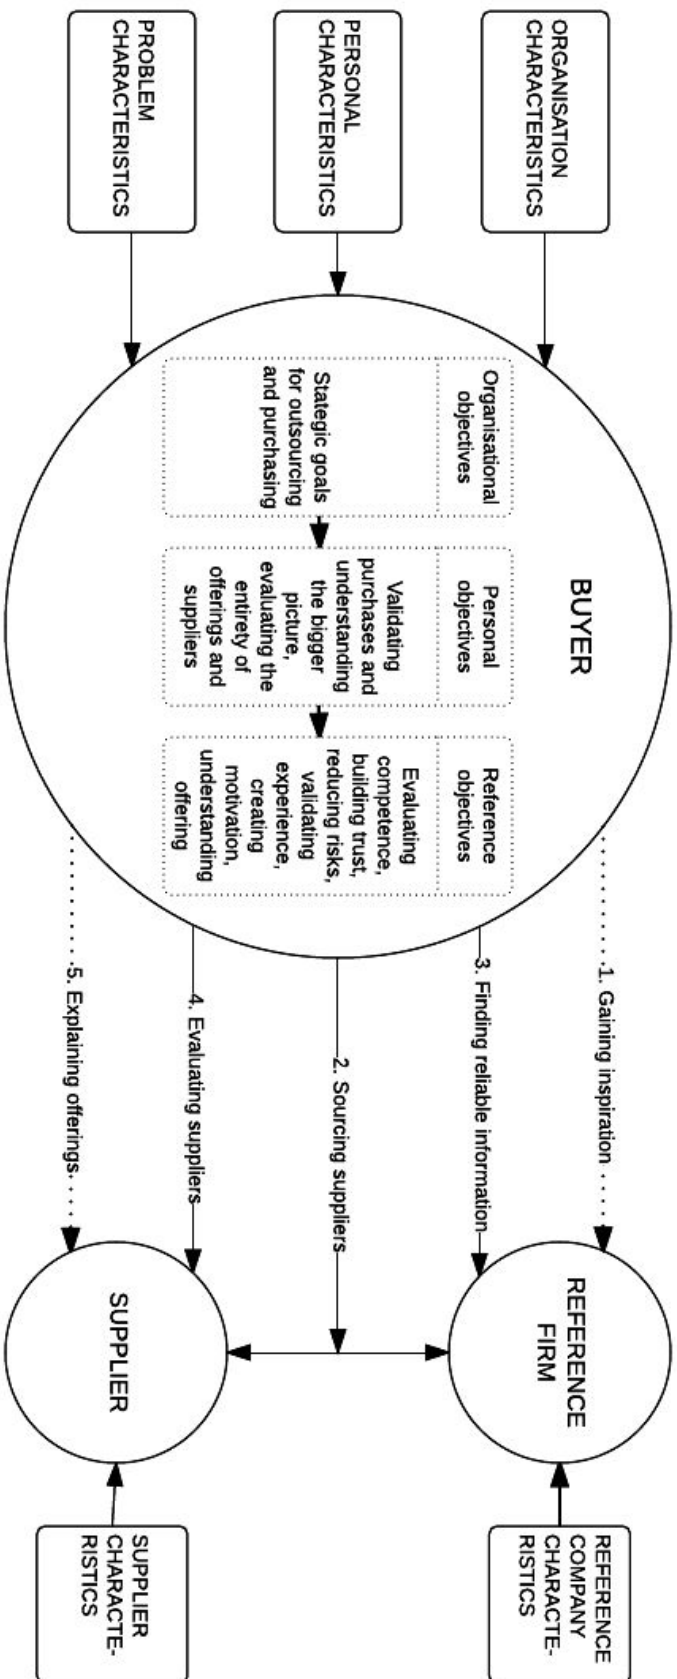 ORGANISATION
CHARACTERISTICS
PERSONAL
CHARACTERISTICS
PROBLEM
CHARACTERISTICS
BUYER
Organisational
objectives
Stategic goals
for outsourcing
and purchasing
Personal
objectives
Validating
purchases and
understanding
the bigger
picture,
evaluating the
entirety of
offerings and
suppliers
Reference
objectives
Evaluating
competence,
building trust,
reducing risks,
validating
experience,
creating
motivation,
understanding
offering
1. Gaining inspiration
3. Finding reliable information
2. Sourcing suppliers
4. Evaluating suppliers
5. Explaining offerings
REFERENCE
FIRM
SUPPLIER
REFERENCE
COMPANY
CHARACTE-
RISTICS
SUPPLIER
CHARACTE-
RISTICS